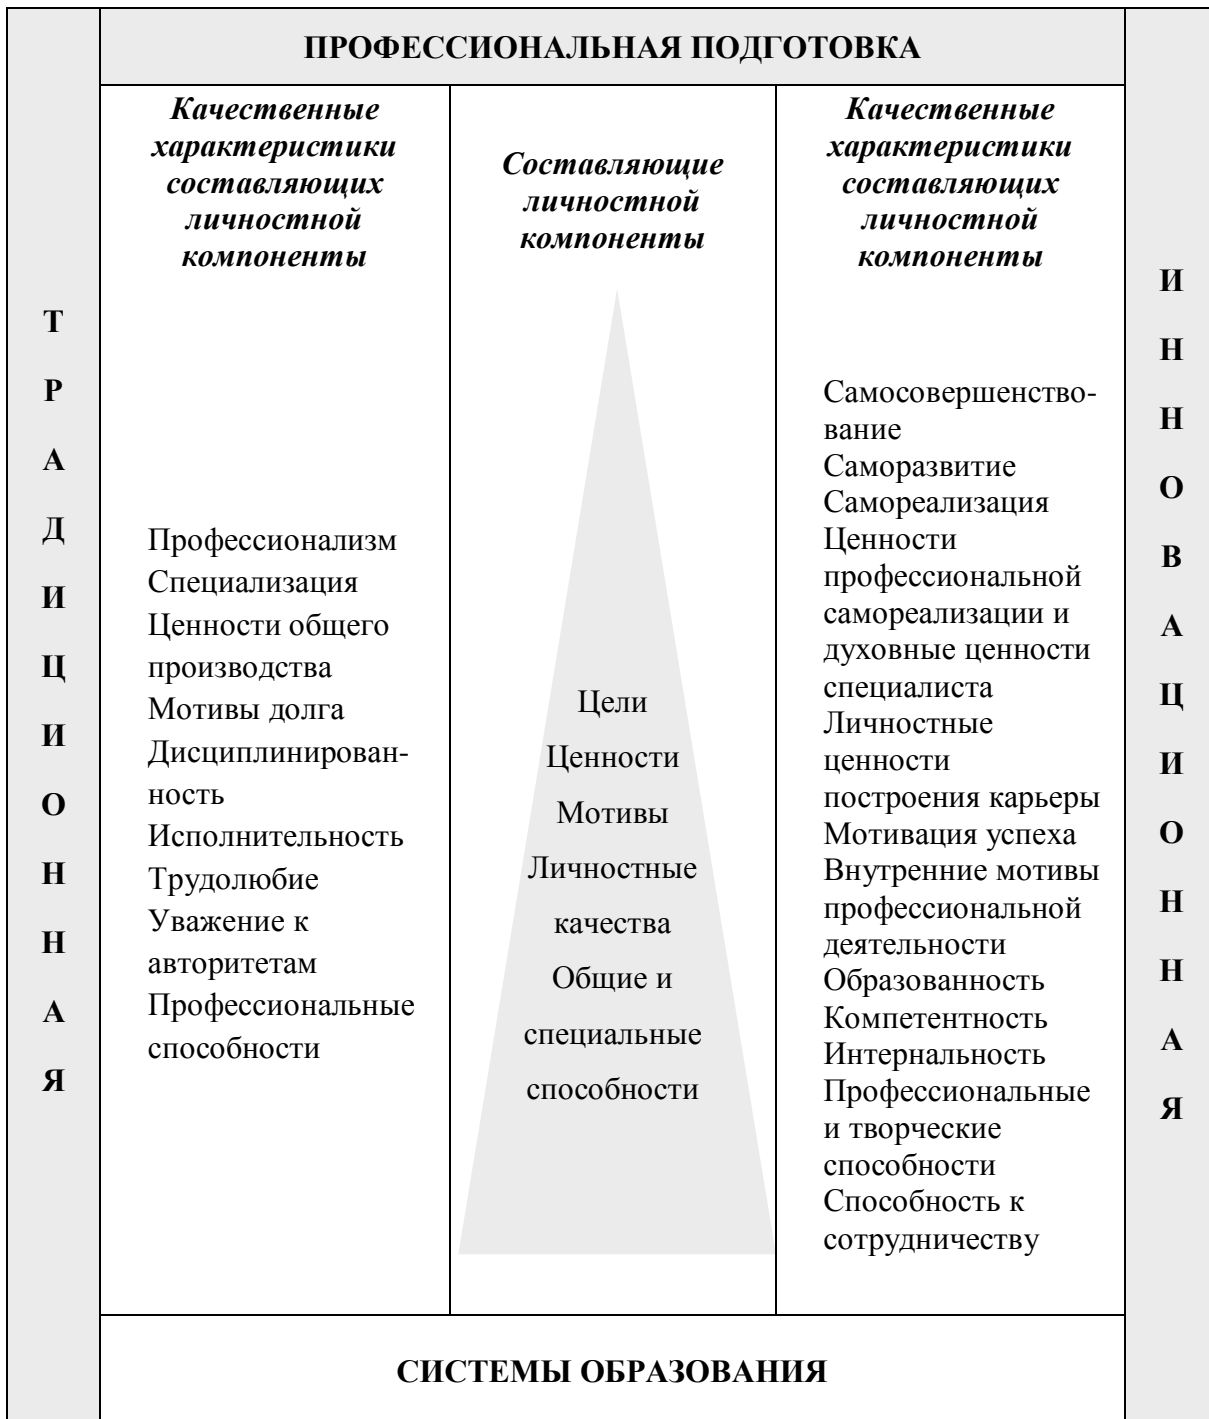 ПРОФЕССИОНАЛЬНАЯ ПОДГОТОВКА
ТРАДИЦИОННАЯ
Качественные
характеристики
составляющих
личностной
компоненты
Профессионализм
Специализация
Ценности общего
производства
Мотивы долга
Дисциплинирован-
ность
Исполнительность
Трудолюбие
Уважение к
авторитетам
Профессиональные
способности
Составляющие
личностной
компоненты
Цели
Ценности
Мотивы
Личностные
качества
Общие и
специальные
способности
Качественные
характеристики
составляющих
личностной
компоненты
Самосовершенство-
вание
Саморазвитие
Самореализация
Ценности
профессиональной
самореализации и
духовные ценности
специалиста
Личностные
ценности
построения карьеры
Мотивация успеха
Внутренние мотивы
профессиональной
деятельности
Образованность
Компетентность
Интернальность
Профессиональные
и творческие
способности
Способность к
сотрудничеству
ИННОВАЦИОННАЯ
СИСТЕМЫ ОБРАЗОВАНИЯ